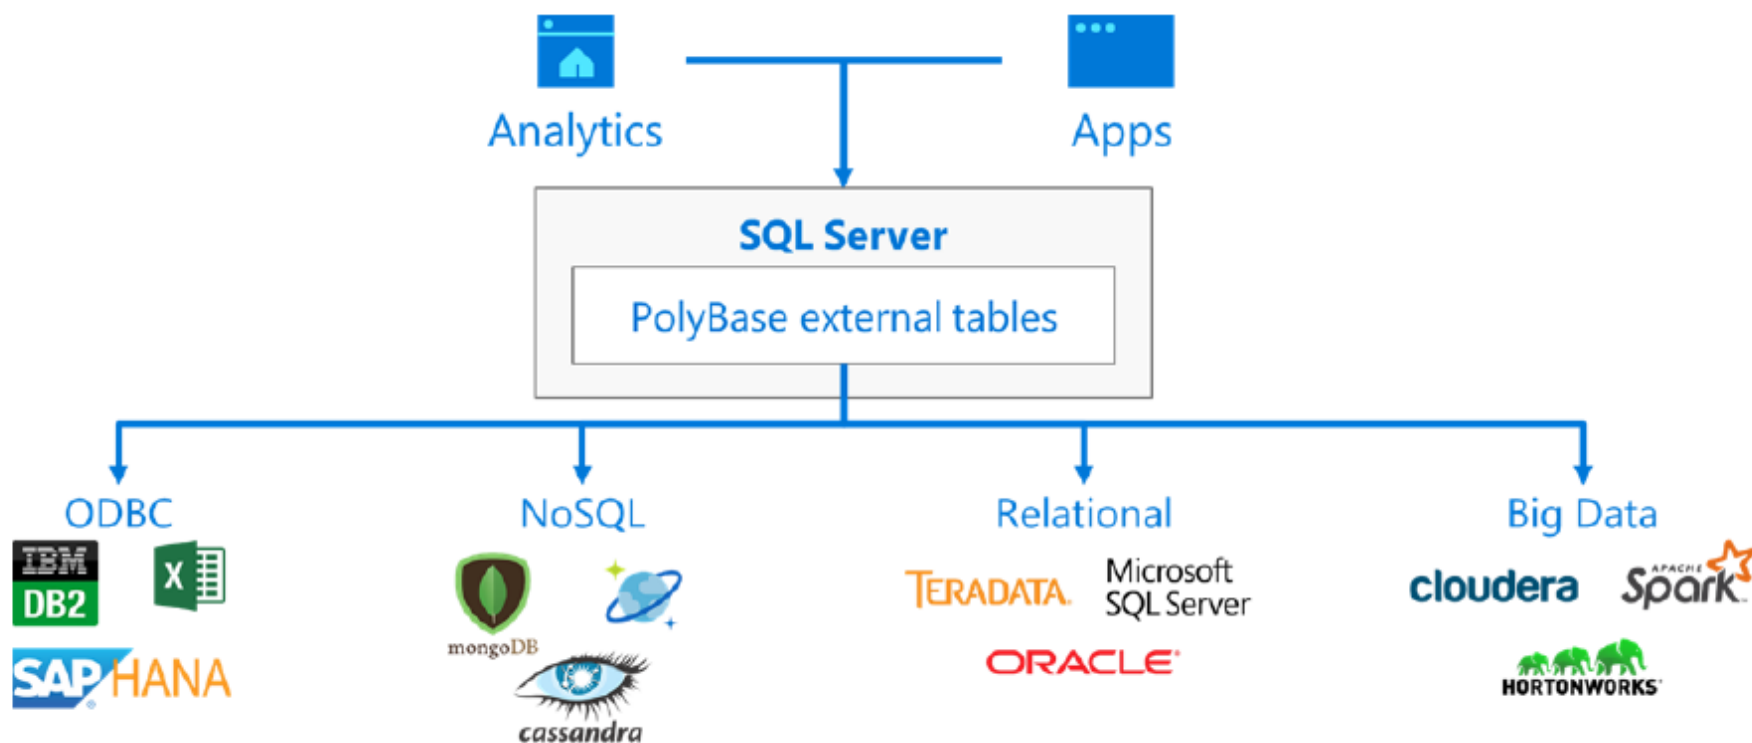 Analytics
Apps
SQL Server
PolyBase external tables
ODBC
NoSQL
Relational
Big Data
IBM
DB2
X
mongoDB
TERADATA.
Microsoft
SQL Server
cloudera
APACHE
Spark™
SAP® HANA
cassandra
ORACLE®
HORTONWORKS®